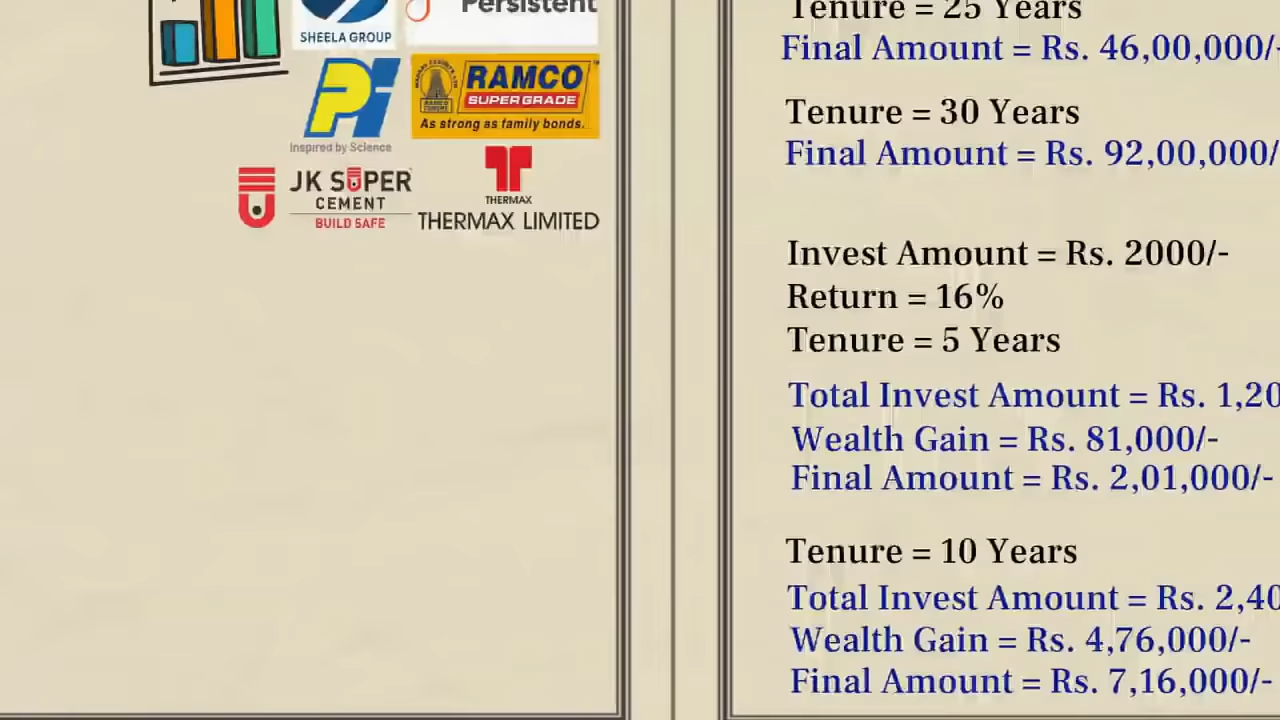 SHEELA GROUP
Persistent
Pi
Inspired by Science
RAMCO
SUPERGRADE
As strong as family bonds.
JK SUPER
CEMENT
BUILD SAFE
THERMAX
THERMAX LIMITED
Tenure = 25 Years
Final Amount = Rs. 46,00,000/-
Tenure = 30 Years
Final Amount = Rs. 92,00,000/
Invest Amount = Rs. 2000/-
Return = 16%
Tenure = 5 Years
Total Invest Amount = Rs. 1,20
Wealth Gain = Rs. 81,000/-
Final Amount = Rs. 2,01,000/-
Tenure = 10 Years
Total Invest Amount = Rs. 2,40
Wealth Gain = Rs. 4,76,000/-
Final Amount = Rs. 7,16,000/-